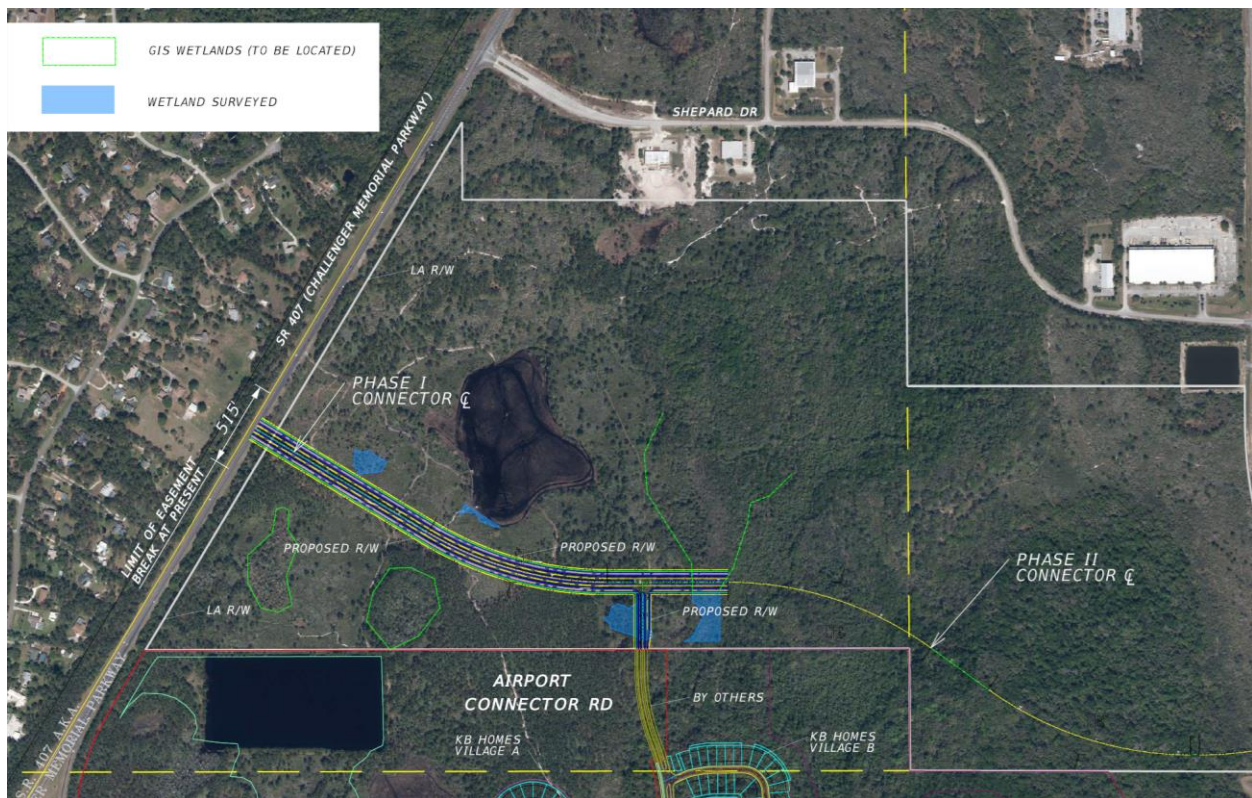 GIS WETLANDS (TO BE LOCATED)
WETLAND SURVEYED
SHEPARD DR
SR 407 (CHALLENGER MEMORIAL PARKWAY)
LA R/W
PHASE I
CONNECTOR ℄
515'
LIMIT OF EASEMENT
BREAK AT PRESENT
PROPOSED R/W
PROPOSED R/W
PHASE II
CONNECTOR ℄
LA R/W
PROPOSED R/W
AIRPORT
CONNECTOR RD
BY OTHERS
KB HOMES
VILLAGE A
KB HOMES
VILLAGE B
S.R. 407 A.K.A.
MEMORIAL PARKWAY